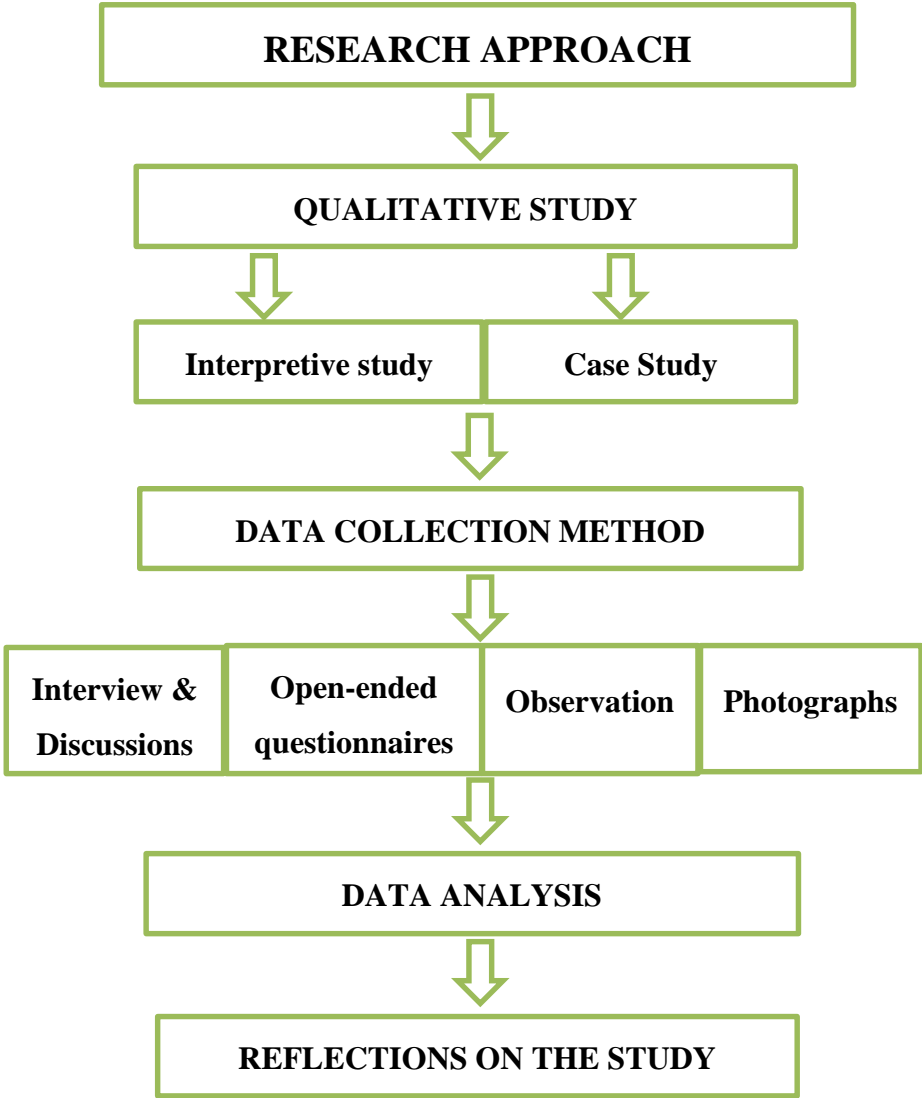 RESEARCH APPROACH
QUALITATIVE STUDY
Interpretive study
Case Study
DATA COLLECTION METHOD
Interview &
Discussions
Open-ended
questionnaires
Observation
Photographs
DATA ANALYSIS
REFLECTIONS ON THE STUDY